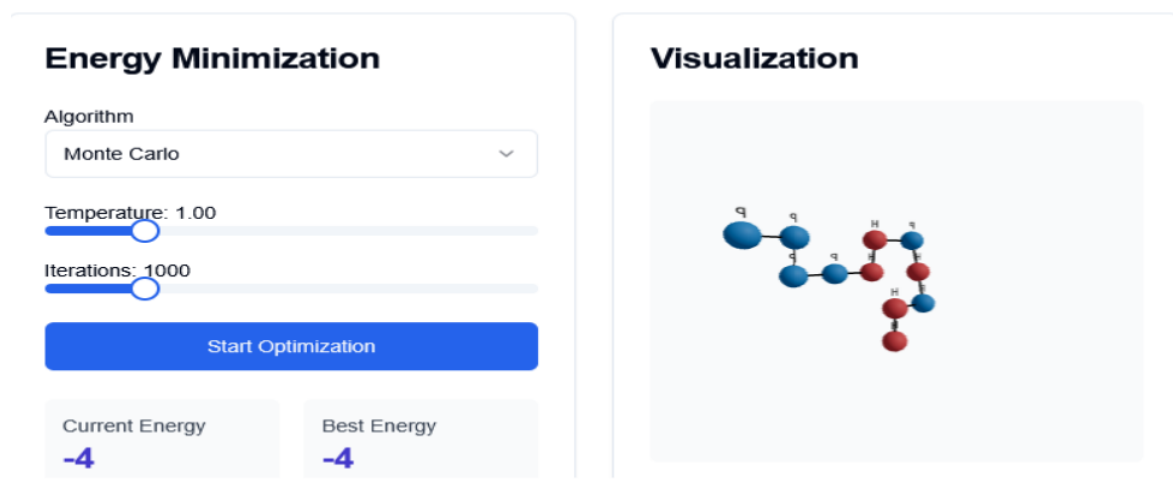 Energy Minimization
Algorithm
Monte Carlo
Temperature: 1.00
Iterations: 1000
Start Optimization
Current Energy
-4
Best Energy
-4
Visualization
P
P
P
P
H
H
P
H
P
H
H